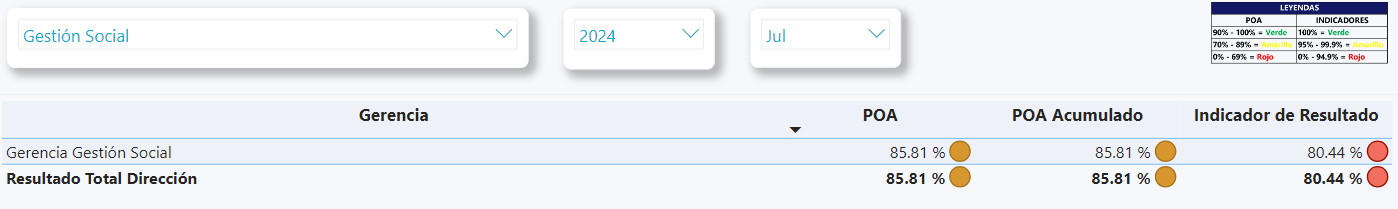 Gestión Social
2024
Jul
LEYENDAS
POA INDICADORES
90% - 100% = Verde 100% = Verde
70% - 89% = Amarillo 95% - 99.9% = Amarillo
0% - 69% = Rojo 0% - 94.9% = Rojo
Gerencia POA POA Acumulado Indicador de Resultado
Gerencia Gestión Social 85.81 % 85.81 % 80.44 %
Resultado Total Dirección 85.81 % 85.81 % 80.44 %